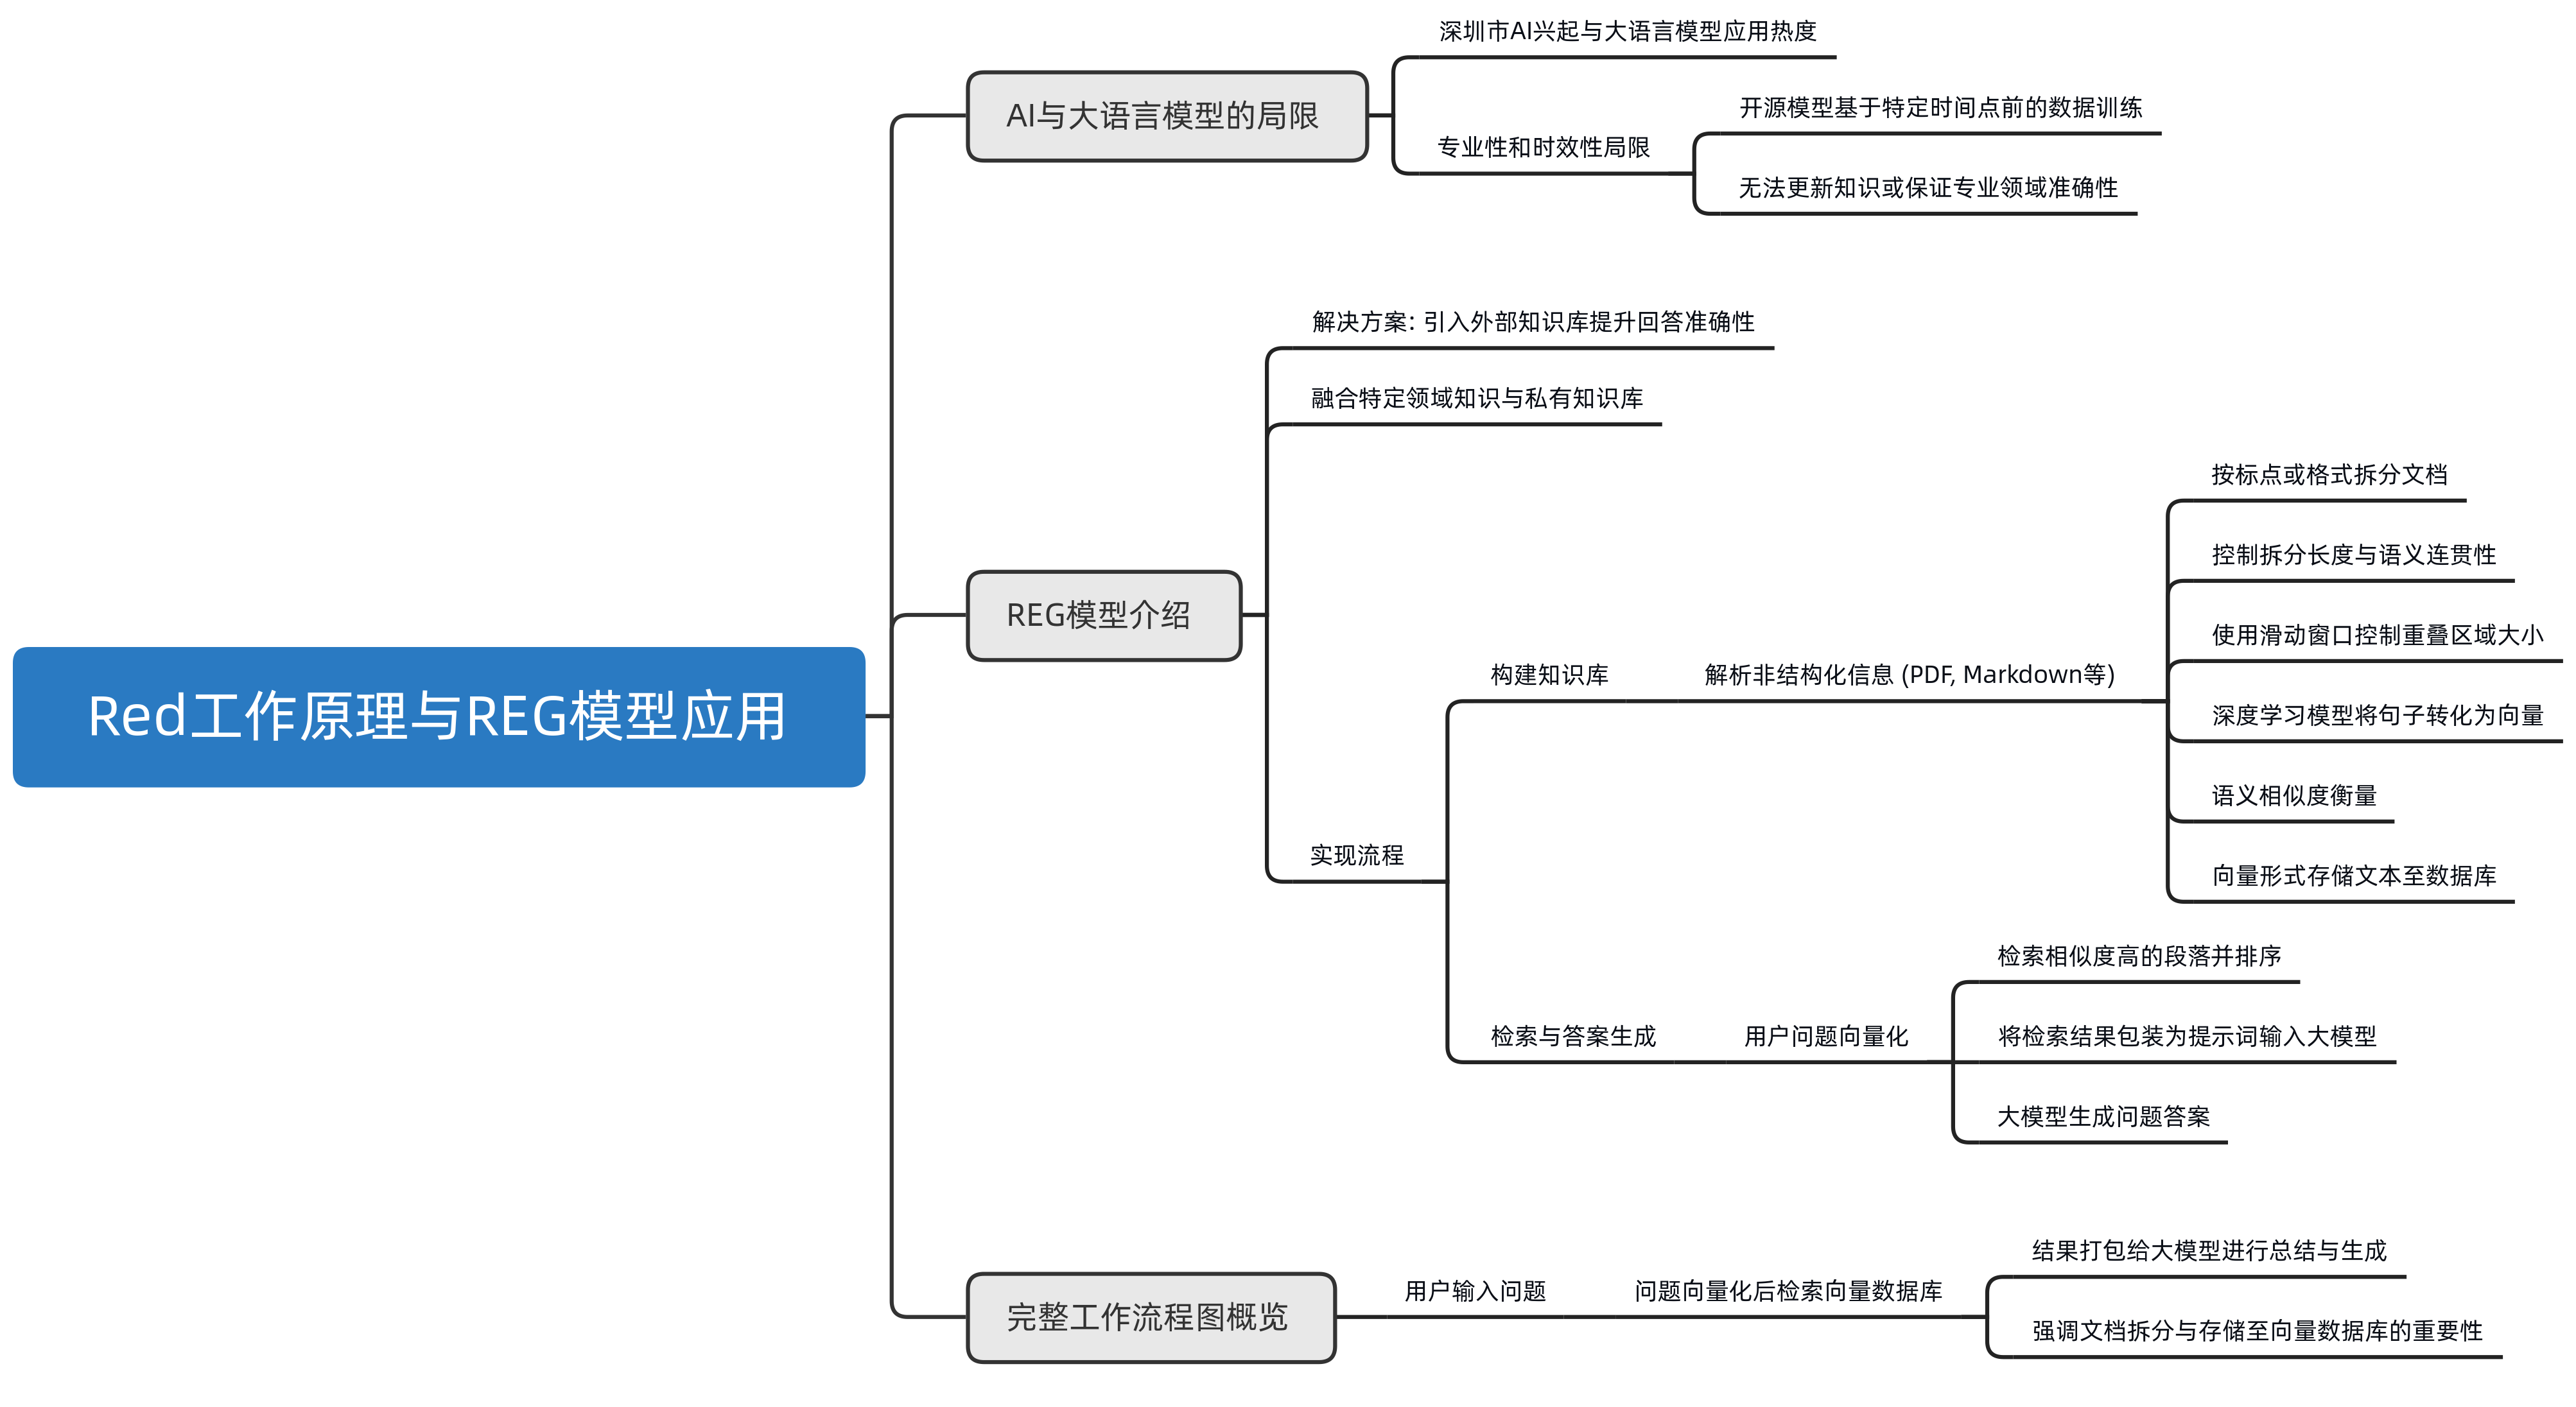 Red工作原理与REG模型应用
AI与大语言模型的局限
深圳市AI兴起与大语言模型应用热度
专业性和时效性局限
开源模型基于特定时间点前的数据训练
无法更新知识或保证专业领域准确性
REG模型介绍
解决方案: 引入外部知识库提升回答准确性
融合特定领域知识与私有知识库
实现流程
构建知识库
解析非结构化信息 (PDF, Markdown等)
按标点或格式拆分文档
控制拆分长度与语义连贯性
使用滑动窗口控制重叠区域大小
深度学习模型将句子转化为向量
语义相似度衡量
向量形式存储文本至数据库
检索与答案生成
用户问题向量化
检索相似度高的段落并排序
将检索结果包装为提示词输入大模型
大模型生成问题答案
完整工作流程图概览
用户输入问题
问题向量化后检索向量数据库
结果打包给大模型进行总结与生成
强调文档拆分与存储至向量数据库的重要性